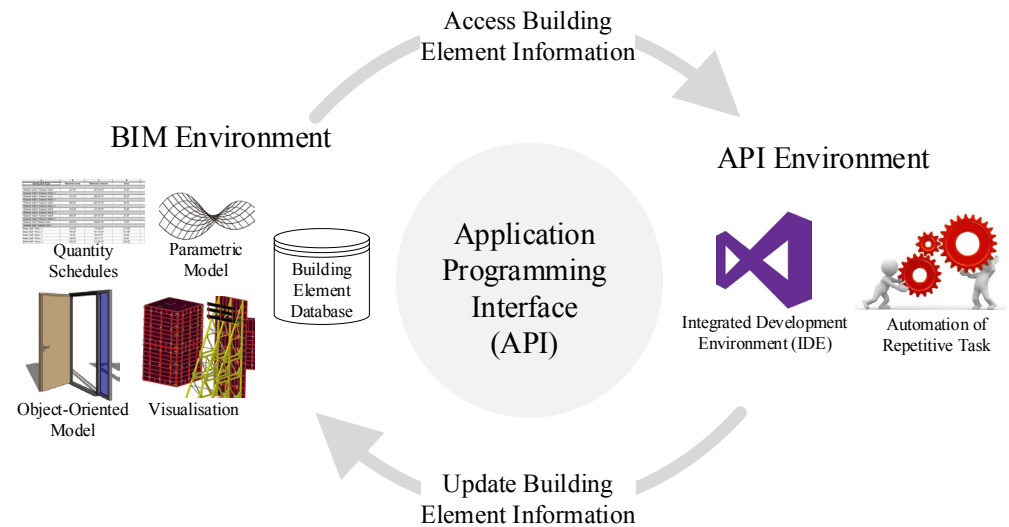 Access Building
Element Information
BIM Environment
API Environment
Quantity
Schedules
Parametric
Model
Building
Element
Database
Application
Programming
Interface
(API)
Integrated Development
Environment (IDE)
Automation of
Repetitive Task
Object-Oriented
Model
Visualisation
Update Building
Element Information